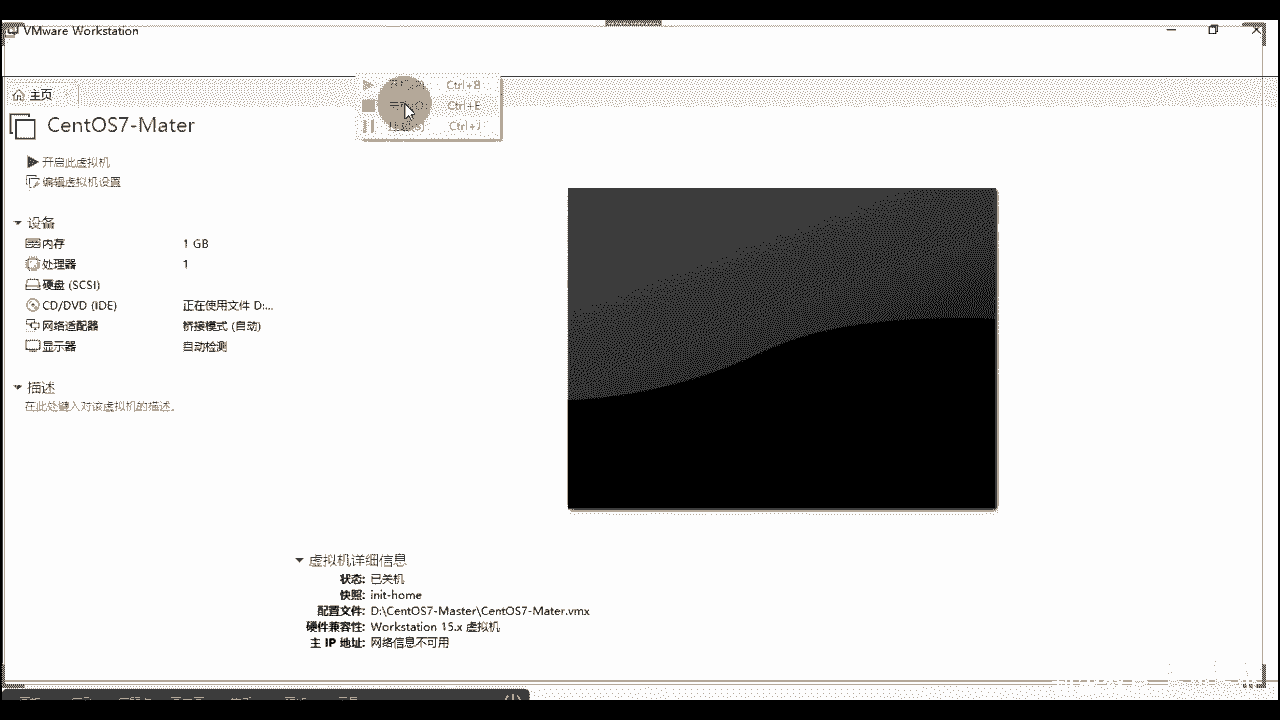 VMware Workstation
主页
Ctrl+B
Ctrl+E
Ctrl+J
CentOS7-Mater
开启此虚拟机
编辑虚拟机设置
设备
内存 1 GB
处理器 1
硬盘 (SCSI)
CD/DVD (IDE) 正在使用文件 D:...
网络适配器 桥接模式 (自动)
显示器 自动检测
描述
在此处键入对该虚拟机的描述。
虚拟机详细信息
状态: 已关机
快照: init-home
配置文件: D:\CentOS7-Master\CentOS7-Mater.vmx
硬件兼容性: Workstation 15.x 虚拟机
主 IP 地址: 网络信息不可用